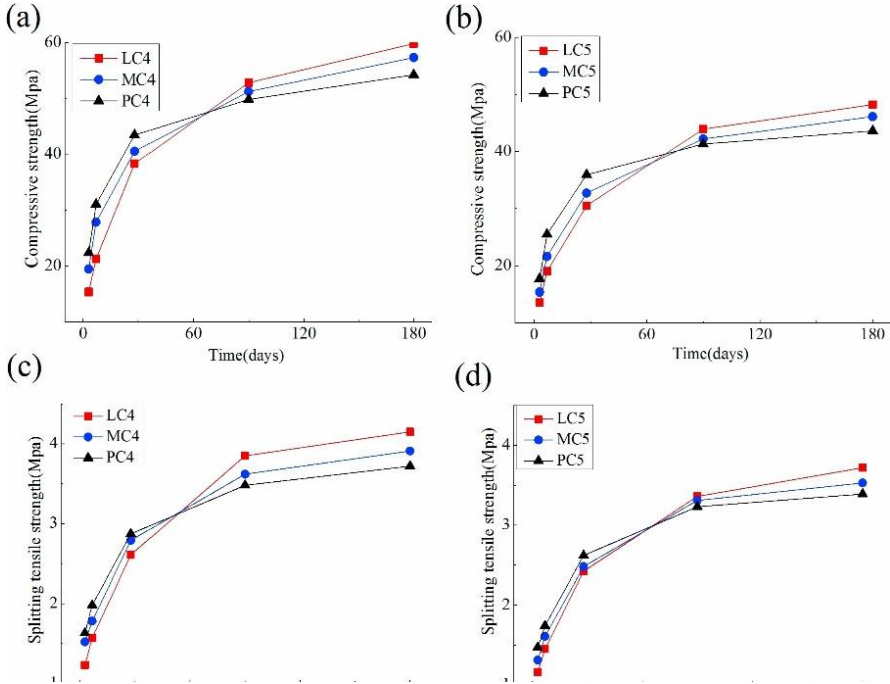 (a)
60
40
20
Compressive strength(Mpa)
LC4
MC4
PC4
0 60 120 180
Time(days)
(b)
60
40
20
Compressive strength(Mpa)
LC5
MC5
PC5
0 60 120 180
Time(days)
(c)
4
3
2
1
Splitting tensile strength(Mpa)
LC4
MC4
PC4
(d)
4
3
2
1
Splitting tensile strength(Mpa)
LC5
MC5
PC5